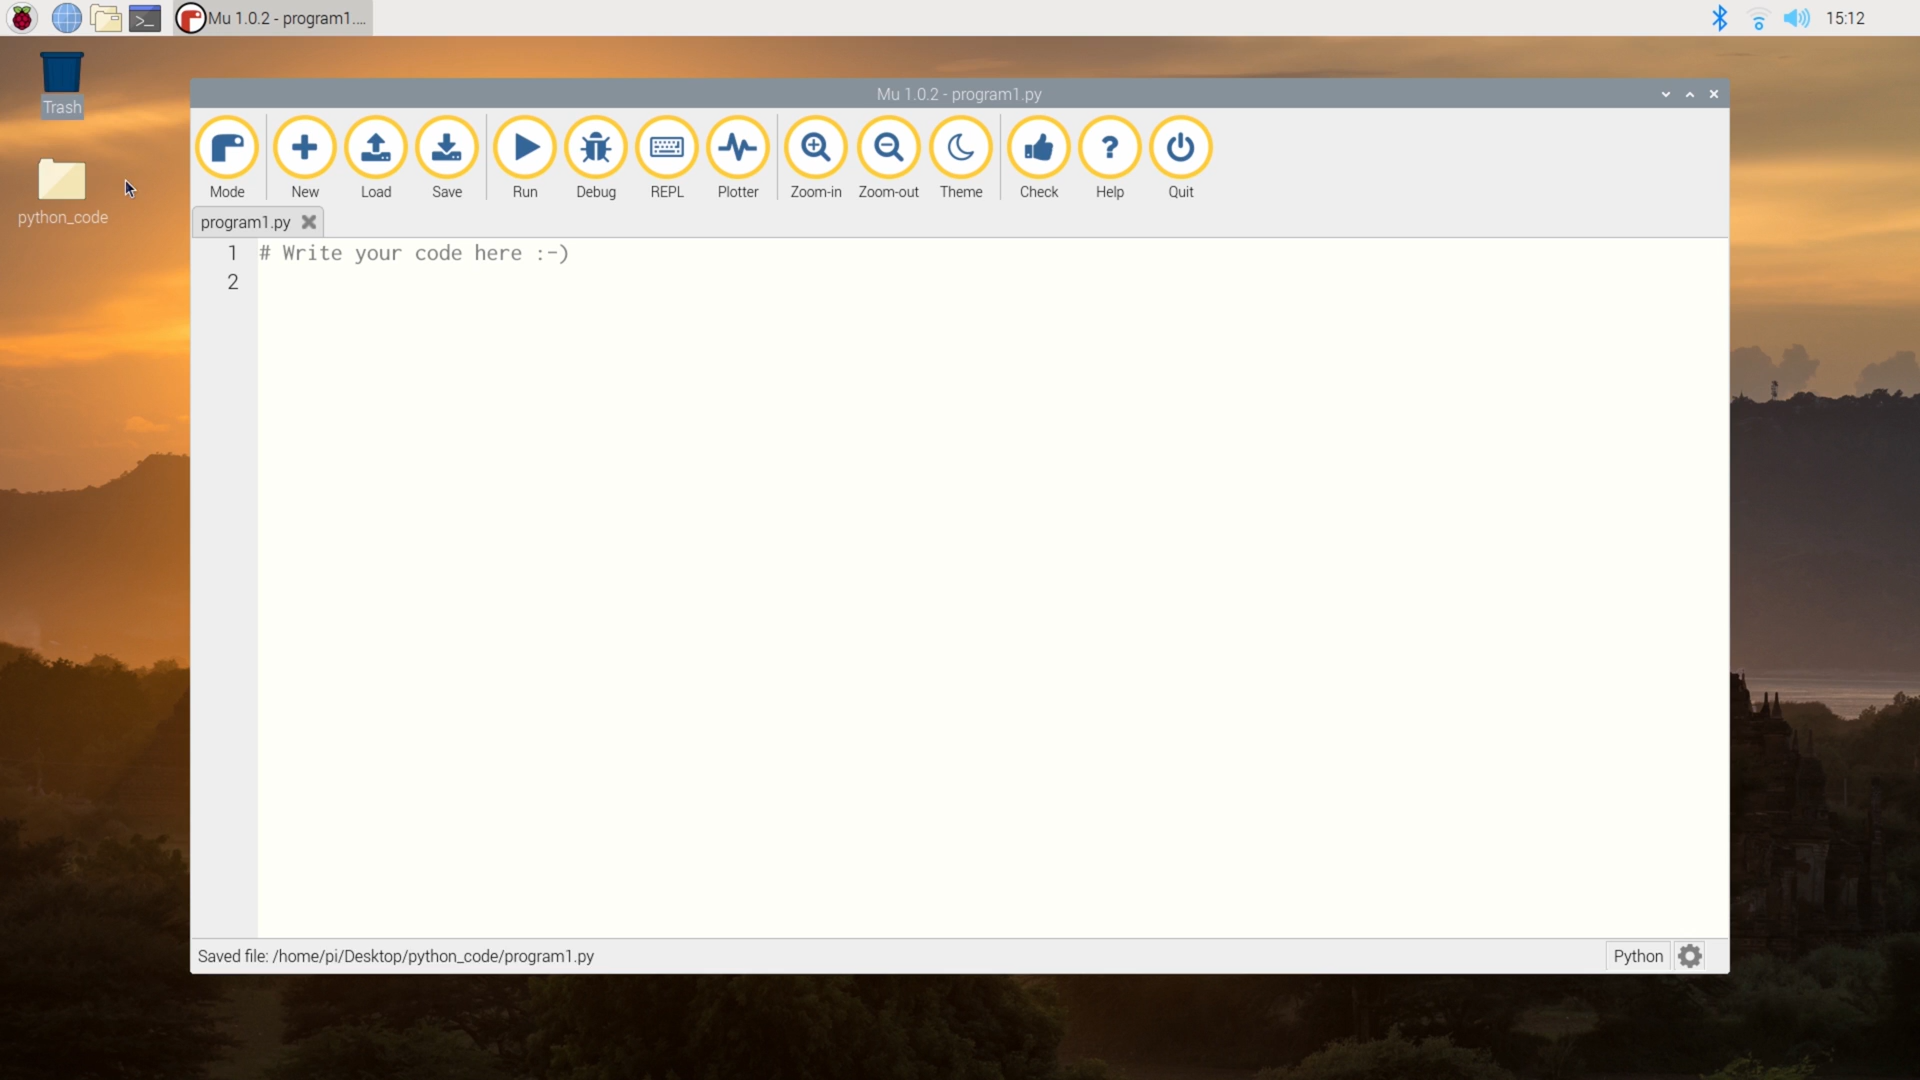 Mu 1.0.2 - program1....
15:12
Trash
python_code
Mu 1.0.2 - program1.py
Mode New Load Save Run Debug REPL Plotter Zoom-in Zoom-out Theme Check Help Quit
program1.py
1 # Write your code here :-)
2
Saved file: /home/pi/Desktop/python_code/program1.py
Python